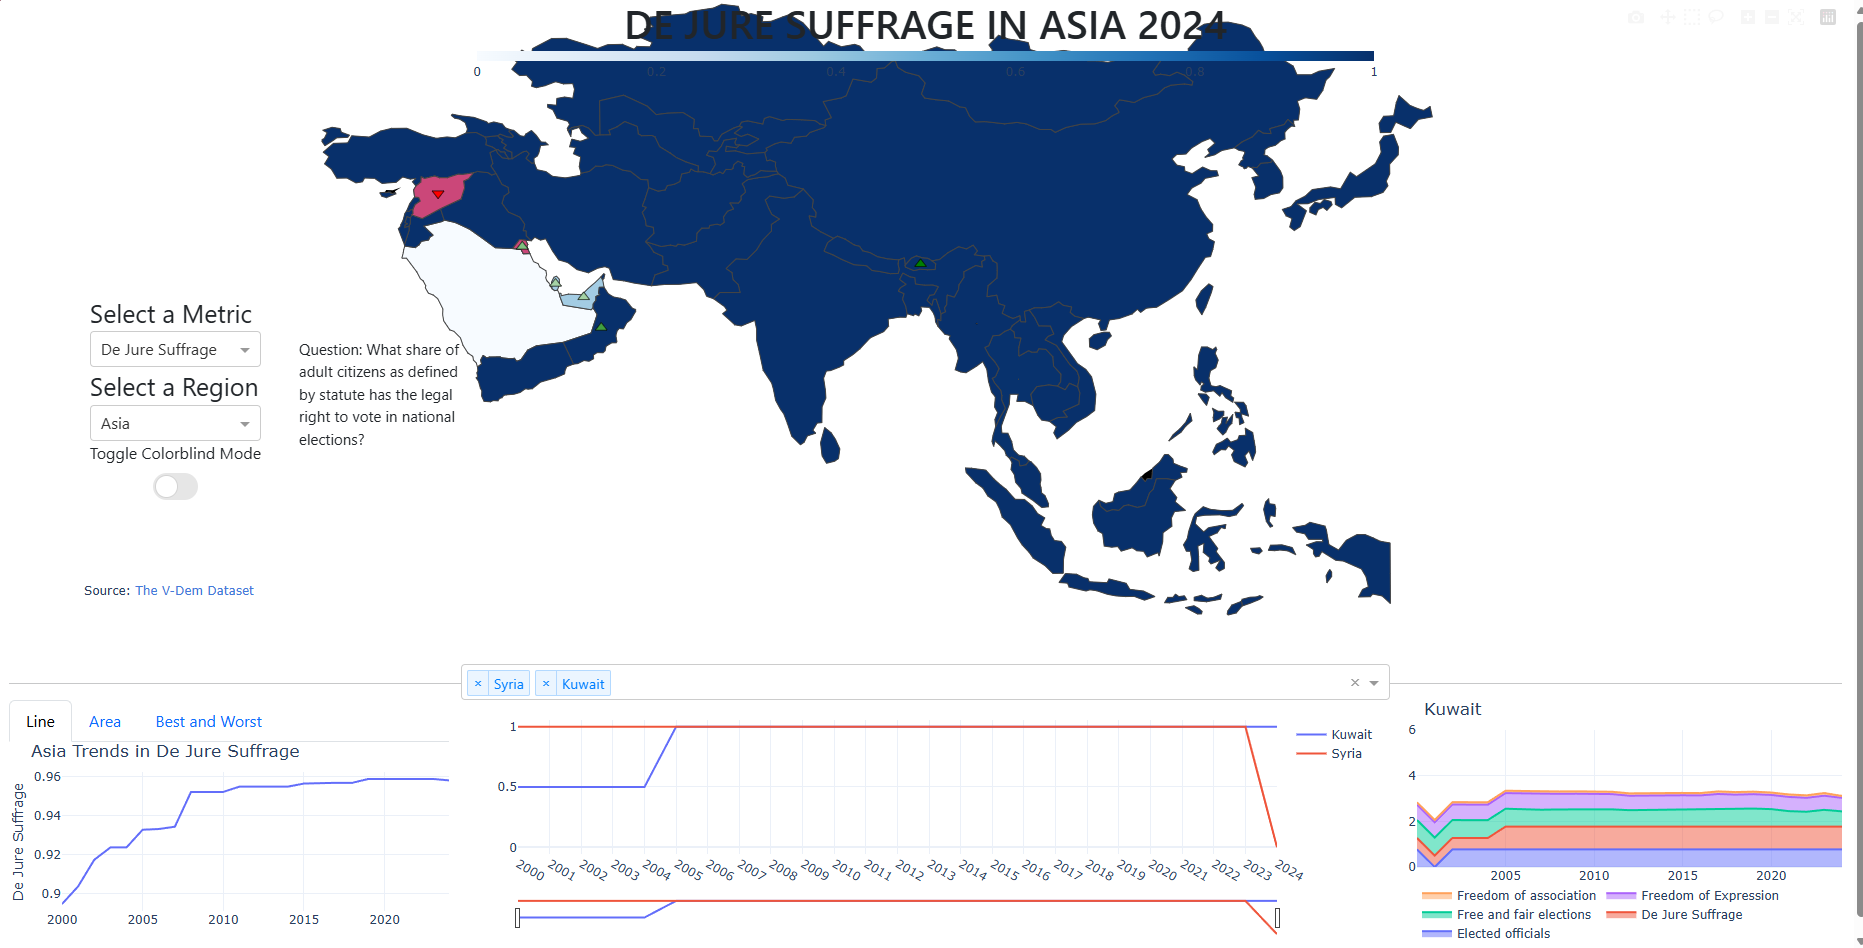 DE JURE SUFFRAGE IN ASIA 2024
0 0.2 0.4 0.6 0.8 1
Select a Metric
De Jure Suffrage
Select a Region
Asia
Toggle Colorblind Mode
Question: What share of
adult citizens as defined
by statute has the legal
right to vote in national
elections?
Source: The V-Dem Dataset
× Syria × Kuwait ×
Line Area Best and Worst
Asia Trends in De Jure Suffrage
De Jure Suffrage
0.96
0.94
0.92
0.9
2000 2005 2010 2015 2020
1
0.5
0
2000 2001 2002 2003 2004 2005 2006 2007 2008 2009 2010 2011 2012 2013 2014 2015 2016 2017 2018 2019 2020 2021 2022 2023 2024
Kuwait
Syria
Kuwait
6
4
2
0
2005 2010 2015 2020
Freedom of association Freedom of Expression
Free and fair elections De Jure Suffrage
Elected officials